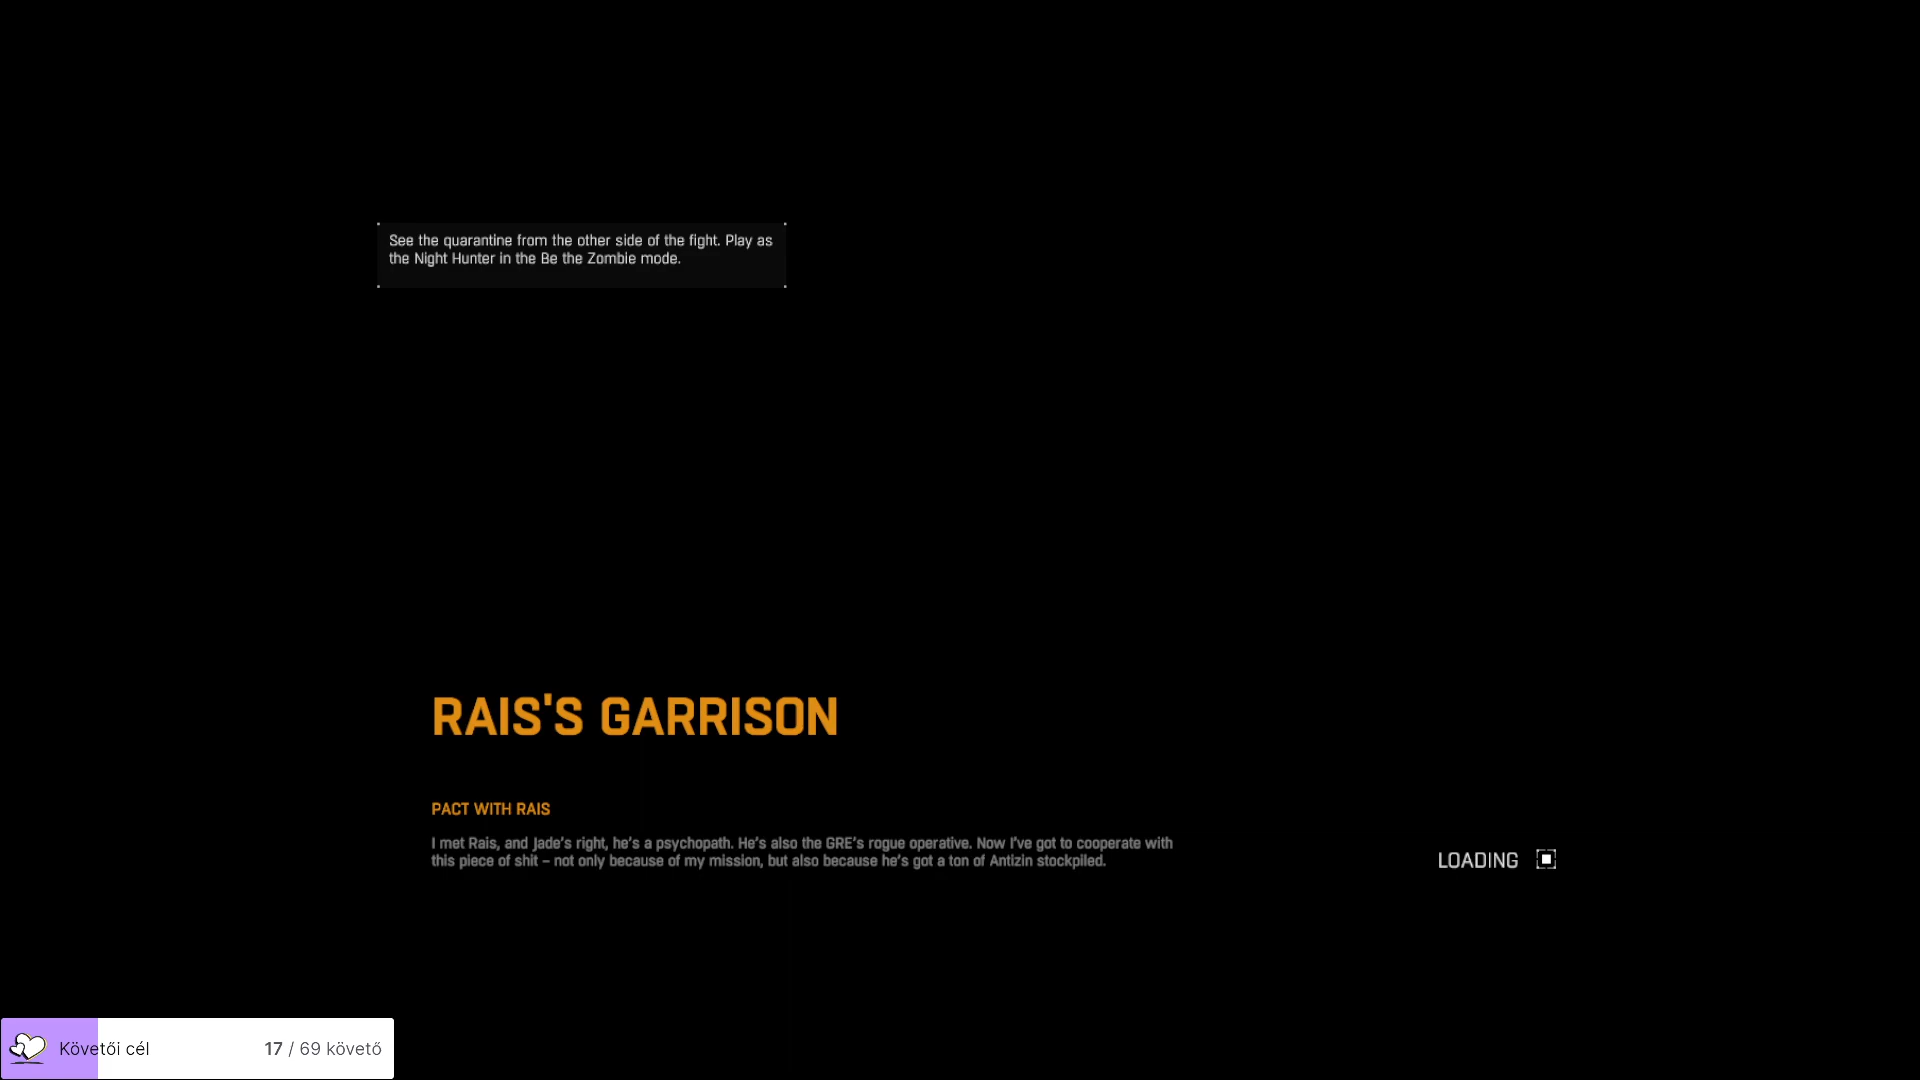 See the quarantine from the other side of the fight. Play as
the Night Hunter in the Be the Zombie mode.
RAIS'S GARRISON
PACT WITH RAIS
I met Rais, and Jade's right, he's a psychopath. He's also the GRE's rogue operative. Now I've got to cooperate with
this piece of shit – not only because of my mission, but also because he's got a ton of Antizin stockpiled.
LOADING
Követői cél 17 / 69 követő